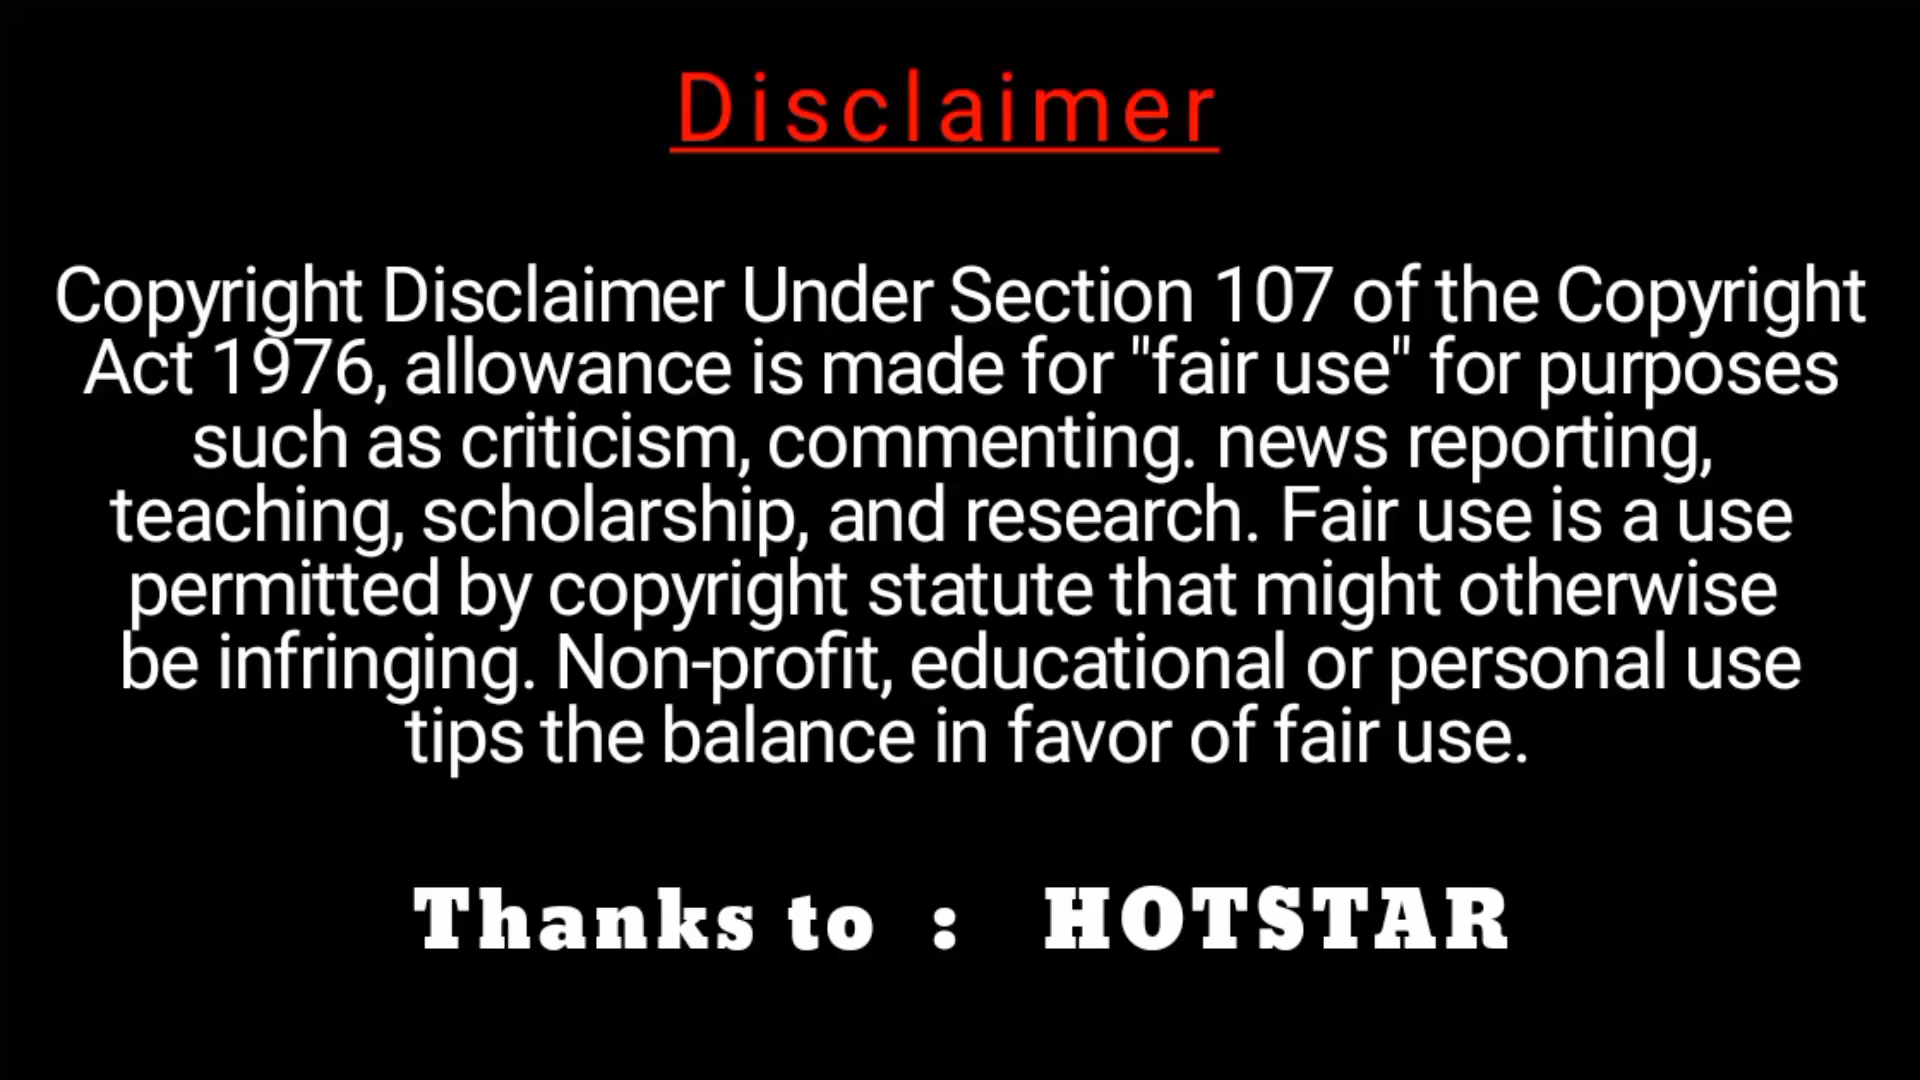 Disclaimer
Copyright Disclaimer Under Section 107 of the Copyright
Act 1976, allowance is made for "fair use" for purposes
such as criticism, commenting. news reporting,
teaching, scholarship, and research. Fair use is a use
permitted by copyright statute that might otherwise
be infringing. Non-profit, educational or personal use
tips the balance in favor of fair use.
Thanks to : HOTSTAR